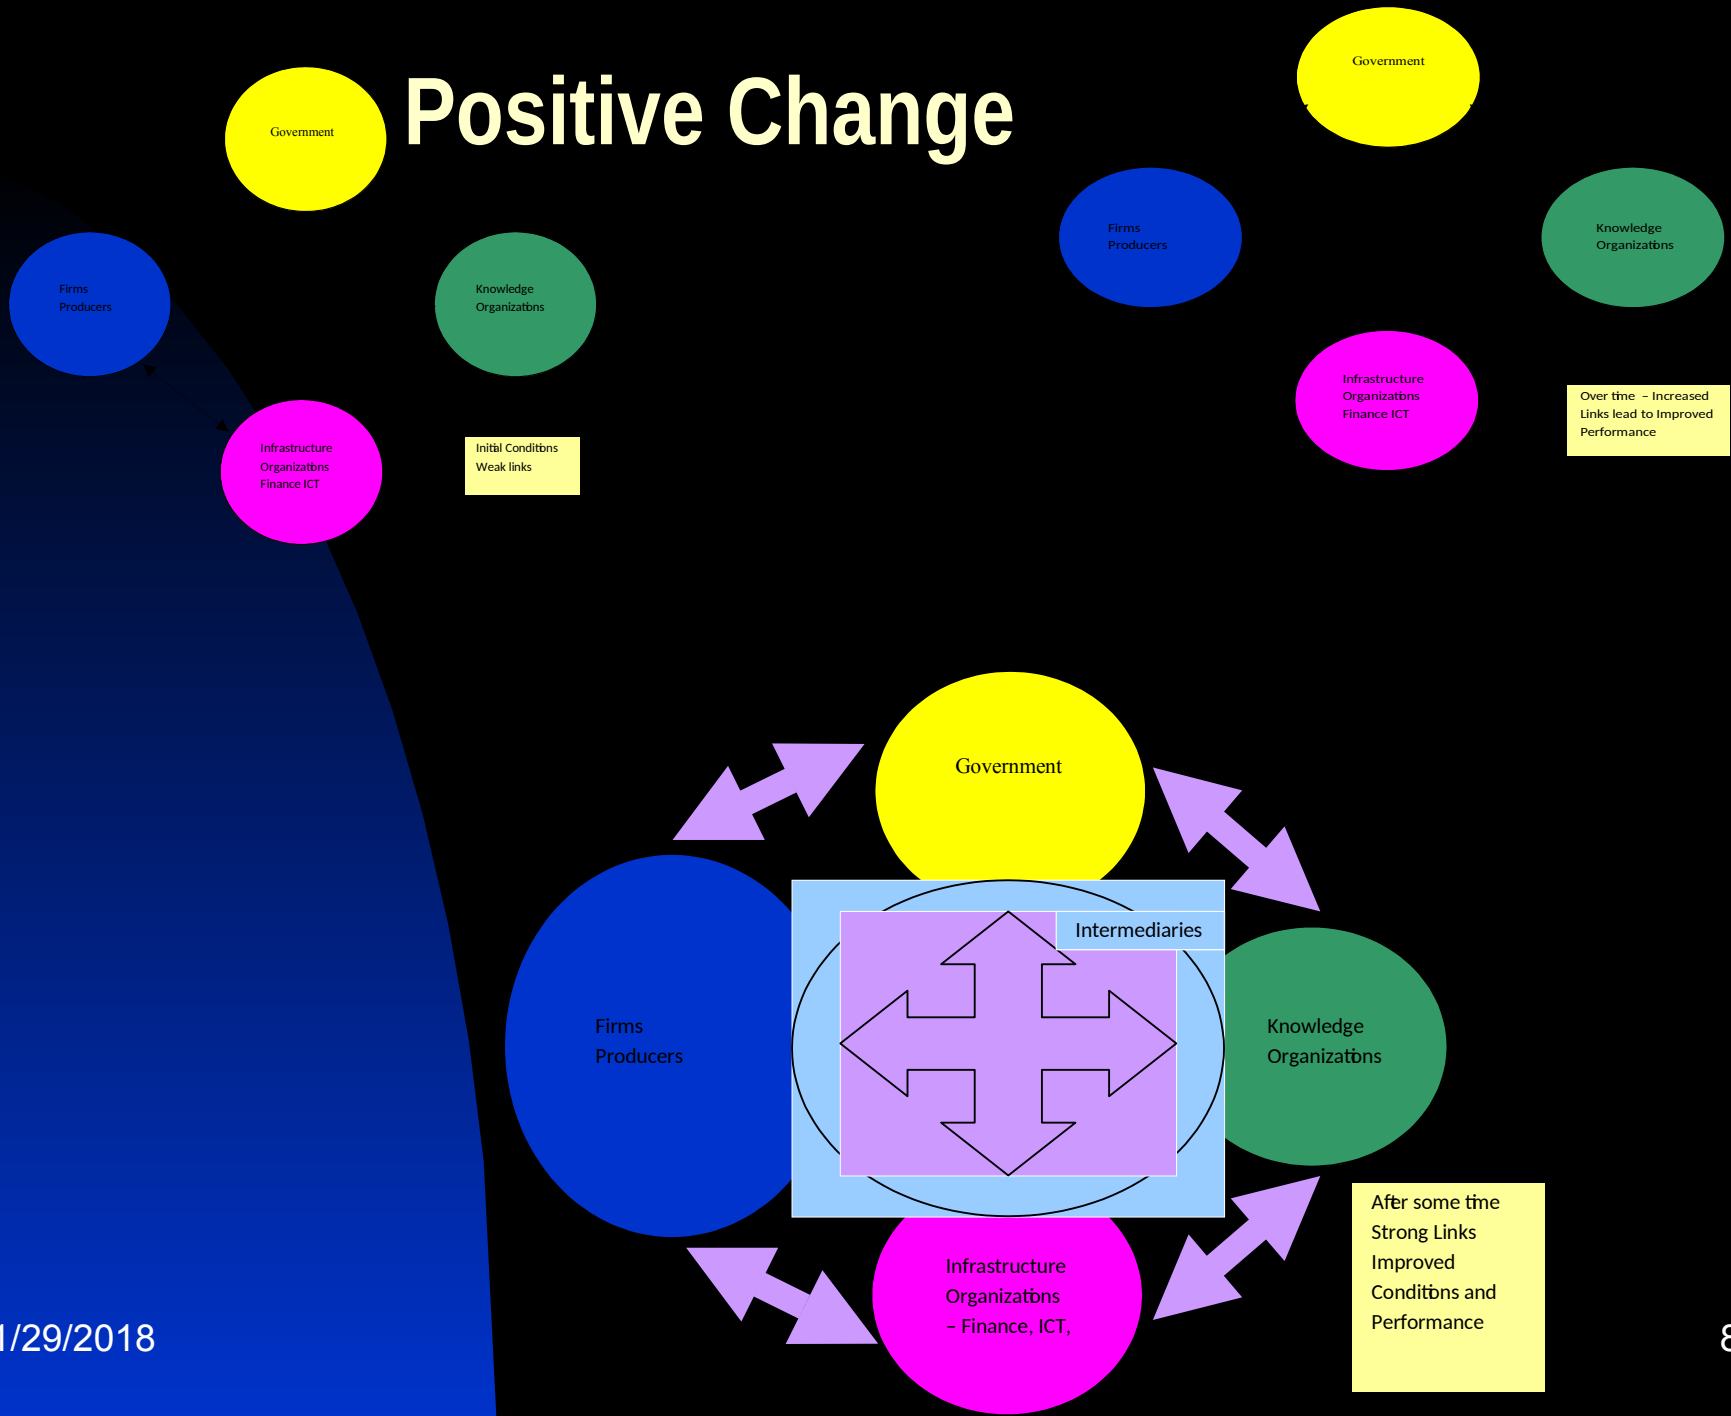 Positive Change
Government
Firms
Producers
Knowledge
Organizations
Infrastructure
Organizations
Finance ICT
Initial Conditions
Weak links
Government
Firms
Producers
Knowledge
Organizations
Infrastructure
Organizations
Finance ICT
Over time – Increased
Links lead to Improved
Performance
Government
Intermediaries
Firms
Producers
Knowledge
Organizations
Infrastructure
Organizations
– Finance, ICT,
After some time
Strong Links
Improved
Conditions and
Performance
1/29/2018
8